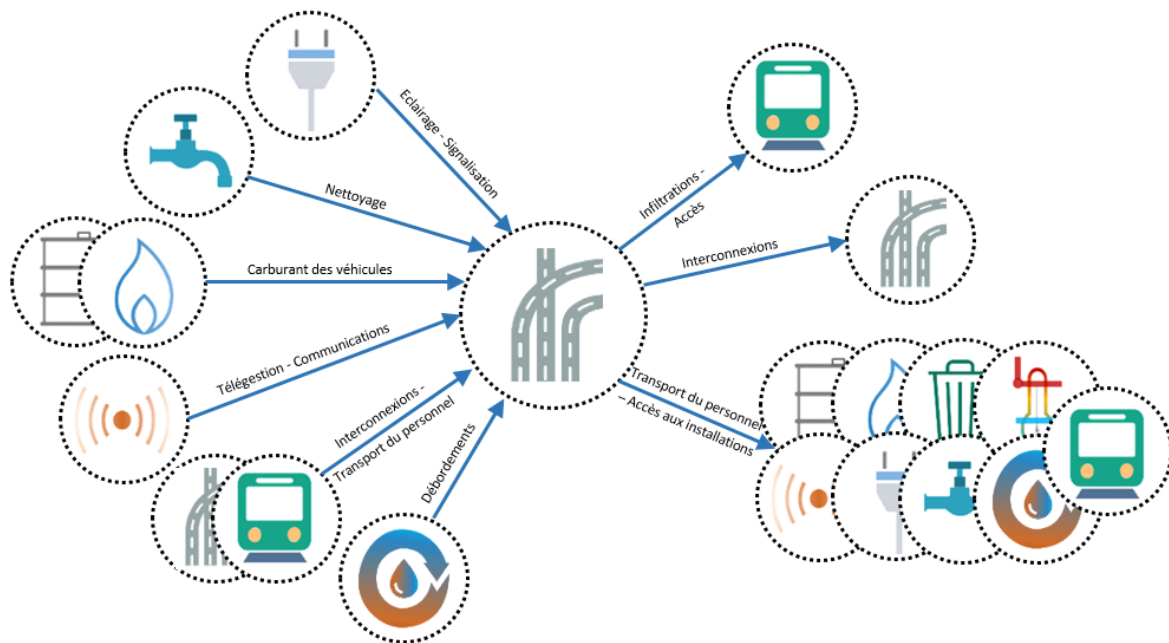 Eclairage - Signalisation
Nettoyage
Carburant des véhicules
Télégestion - Communications
Interconnexions -
Transport du personnel
Débordements
Infiltrations -
Accès
Interconnexions
Transport du personnel
– Accès aux installations